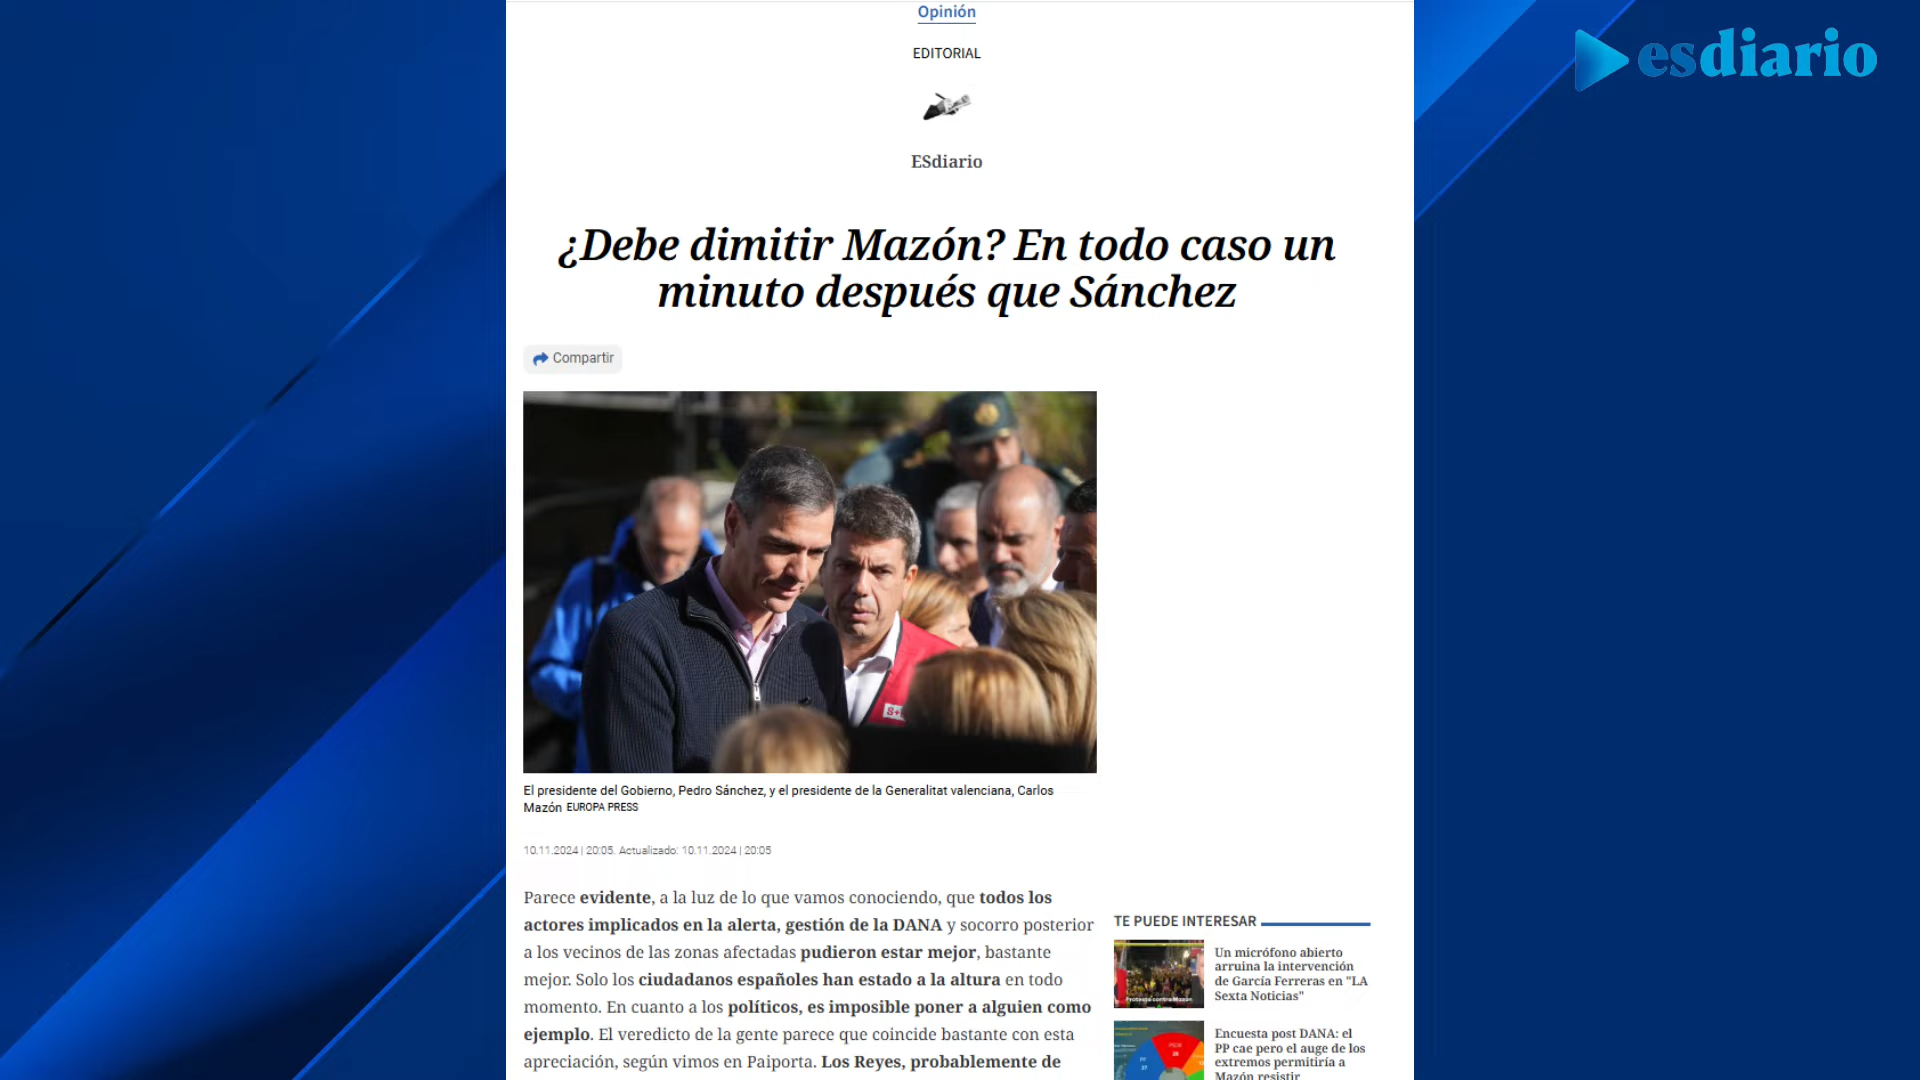 Opinión
esdiario
EDITORIAL
ESdiario
¿Debe dimitir Mazón? En todo caso un
minuto después que Sánchez
Compartir
El presidente del Gobierno, Pedro Sánchez, y el presidente de la Generalitat valenciana, Carlos
Mazón EUROPA PRESS
10.11.2024 | 20:05. Actualizado: 10.11.2024 | 20:05
Parece evidente, a la luz de lo que vamos conociendo, que todos los
actores implicados en la alerta, gestión de la DANA y socorro posterior
a los vecinos de las zonas afectadas pudieron estar mejor, bastante
mejor. Solo los ciudadanos españoles han estado a la altura en todo
momento. En cuanto a los políticos, es imposible poner a alguien como
ejemplo. El veredicto de la gente parece que coincide bastante con esta
apreciación, según vimos en Paiporta. Los Reyes, probablemente de
TE PUEDE INTERESAR
Protesta contra Mazón
Un micrófono abierto
arruina la intervención
de García Ferreras en "LA
Sexta Noticias"
Encuesta post DANA: el
PP cae pero el auge de los
extremos permitiría a
Mazón resistir